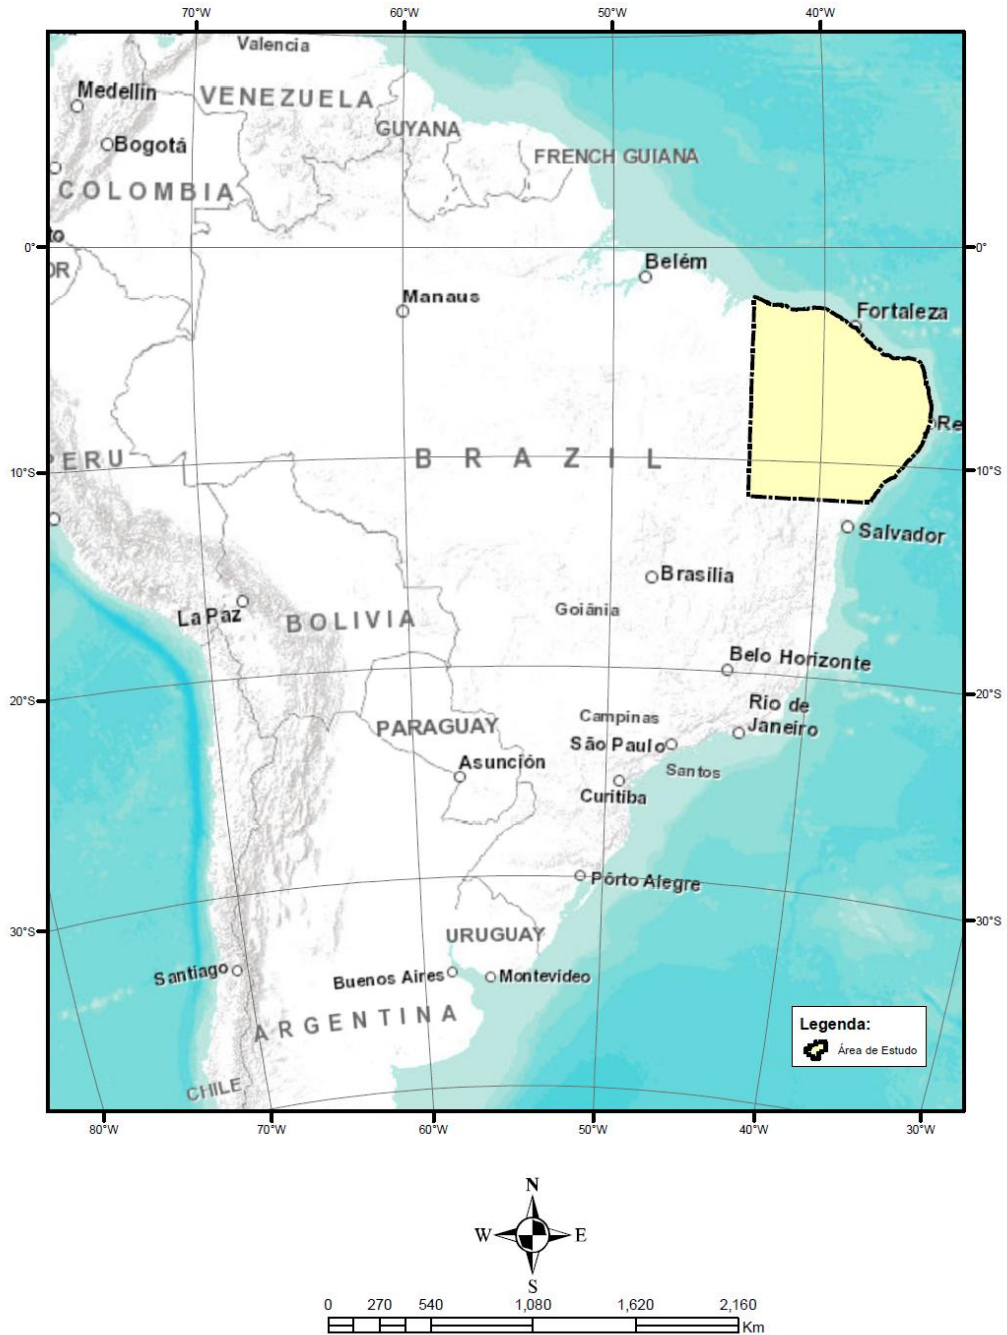 70°W 60°W 50°W 40°W
Valencia
Medellín
VENEZUELA
GUYANA
Bogotá
FRENCH GUIANA
COLOMBIA
to
0° 0°
OR
Belém
Manaus
Fortaleza
Re
PERU
BRAZIL
10°S 10°S
Salvador
Brasília
Goiânia
La Paz
BOLIVIA
Belo Horizonte
20°S 20°S
Rio de
Janeiro
Campinas
PARAGUAY
São Paulo
Asunción
Santos
Curitiba
Pôrto Alegre
30°S 30°S
URUGUAY
Santiago
Buenos Aires
Montevideo
ARGENTINA
CHILE
Legenda:
Área de Estudo
80°W 70°W 60°W 50°W 40°W 30°W
N
W E
S
0 270 540 1,080 1,620 2,160
Km